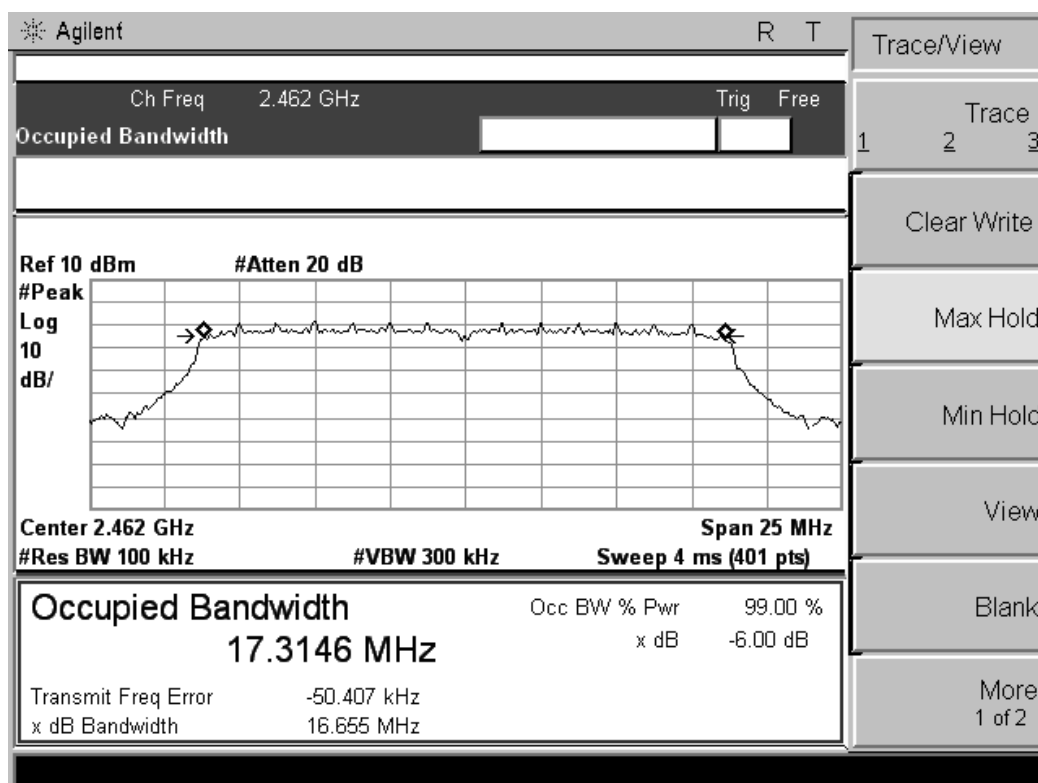 Agilent R T
Ch Freq 2.462 GHz Trig Free
Occupied Bandwidth
Ref 10 dBm #Atten 20 dB
#Peak
Log
10
dB/
Center 2.462 GHz Span 25 MHz
#Res BW 100 kHz #VBW 300 kHz Sweep 4 ms (401 pts)
Occupied Bandwidth
17.3146 MHz
Occ BW % Pwr 99.00 %
x dB -6.00 dB
Transmit Freq Error -50.407 kHz
x dB Bandwidth 16.655 MHz
Trace/View
Trace
1 2 3
Clear Write
Max Hold
Min Hold
View
Blank
More
1 of 2